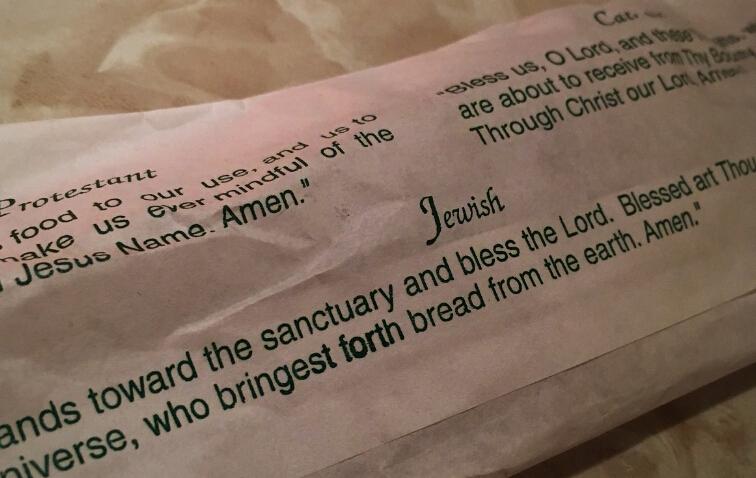 Protestant
food to our use, and us to
make us ever mindful of the
Jesus Name. Amen."
"Bless us, O Lord, and these
are about to receive from Thy
Through Christ our Lord, Amen
Jewish
ands toward the sanctuary and bless the Lord. Blessed art Thou
niverse, who bringest forth bread from the earth. Amen."